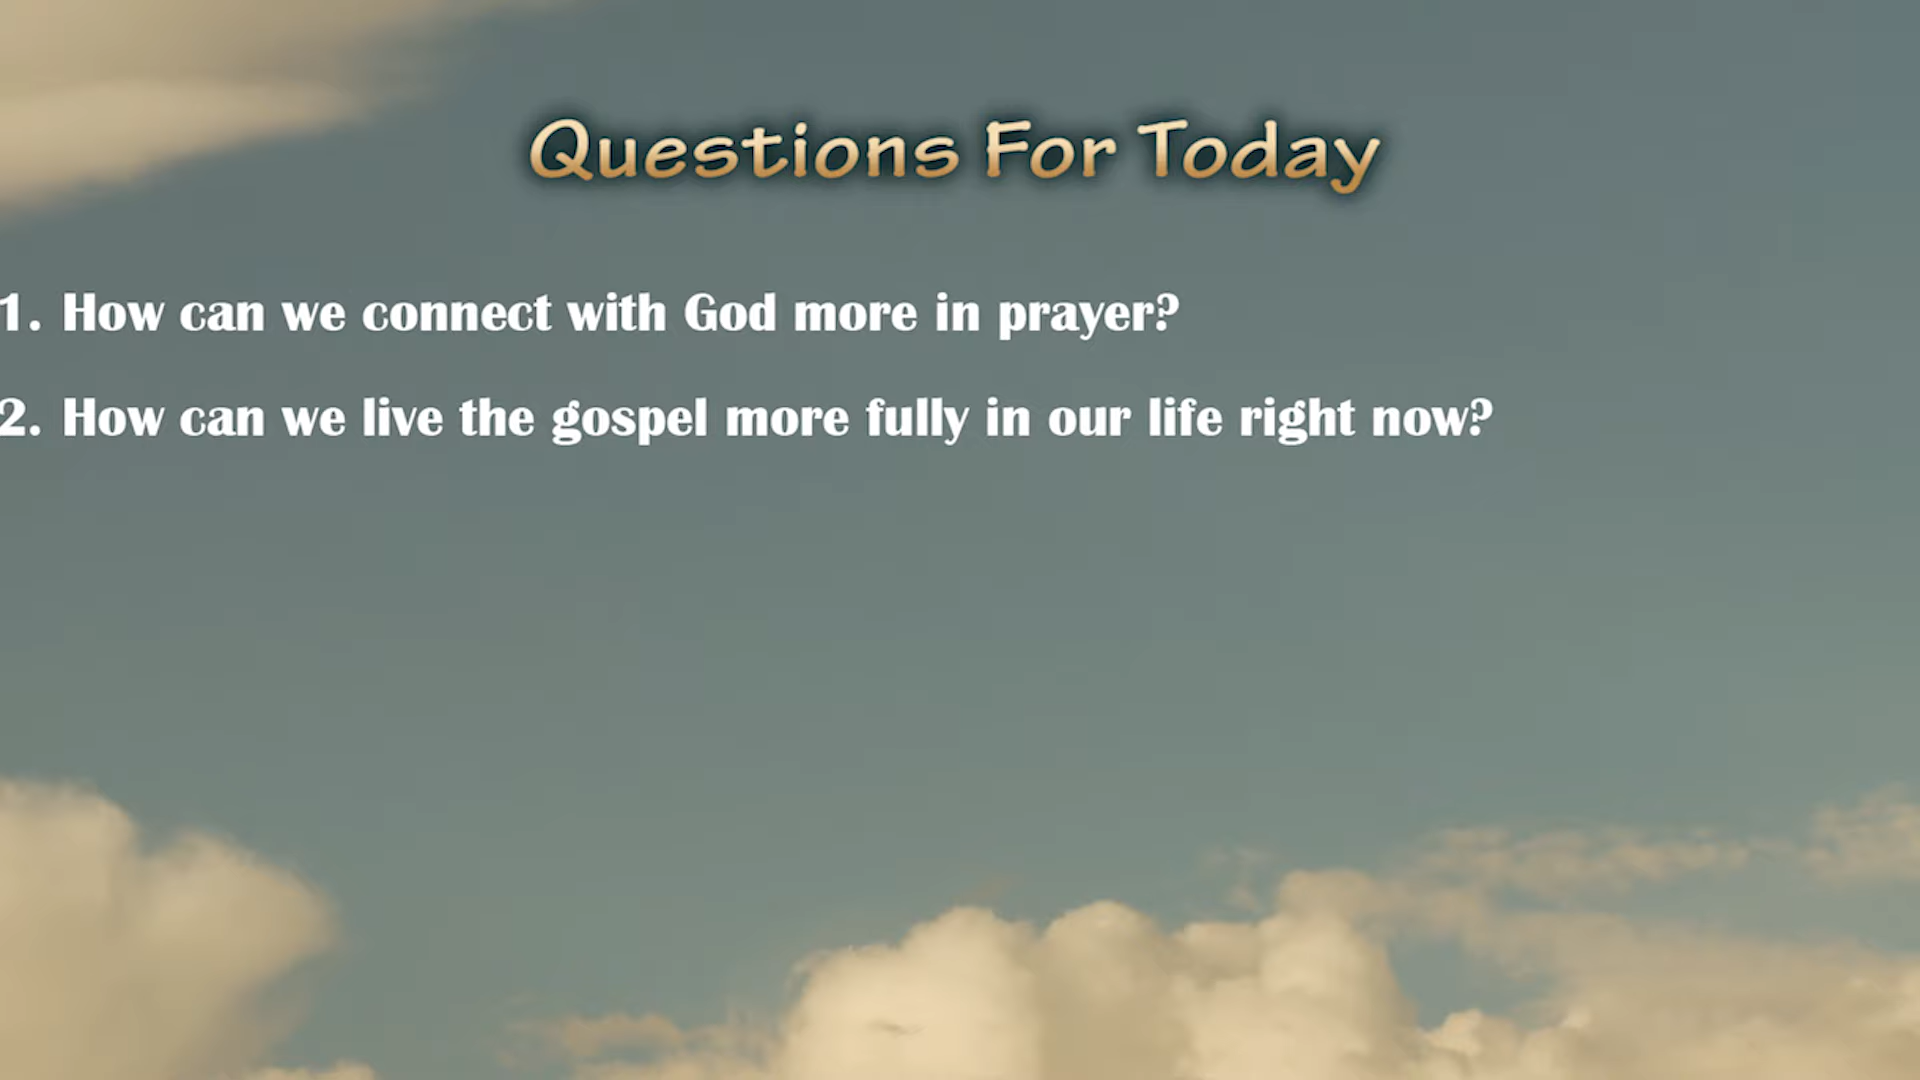 Questions For Today
1. How can we connect with God more in prayer?
2. How can we live the gospel more fully in our life right now?